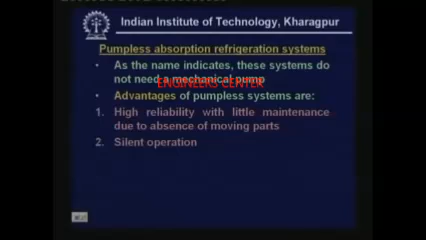 Indian Institute of Technology, Kharagpur
Pumpless absorption refrigeration systems
• As the name indicates, these systems do
not need a mechanical pump
ENGINEERS CENTER
• Advantages of pumpless systems are:
1. High reliability with little maintenance
due to absence of moving parts
2. Silent operation